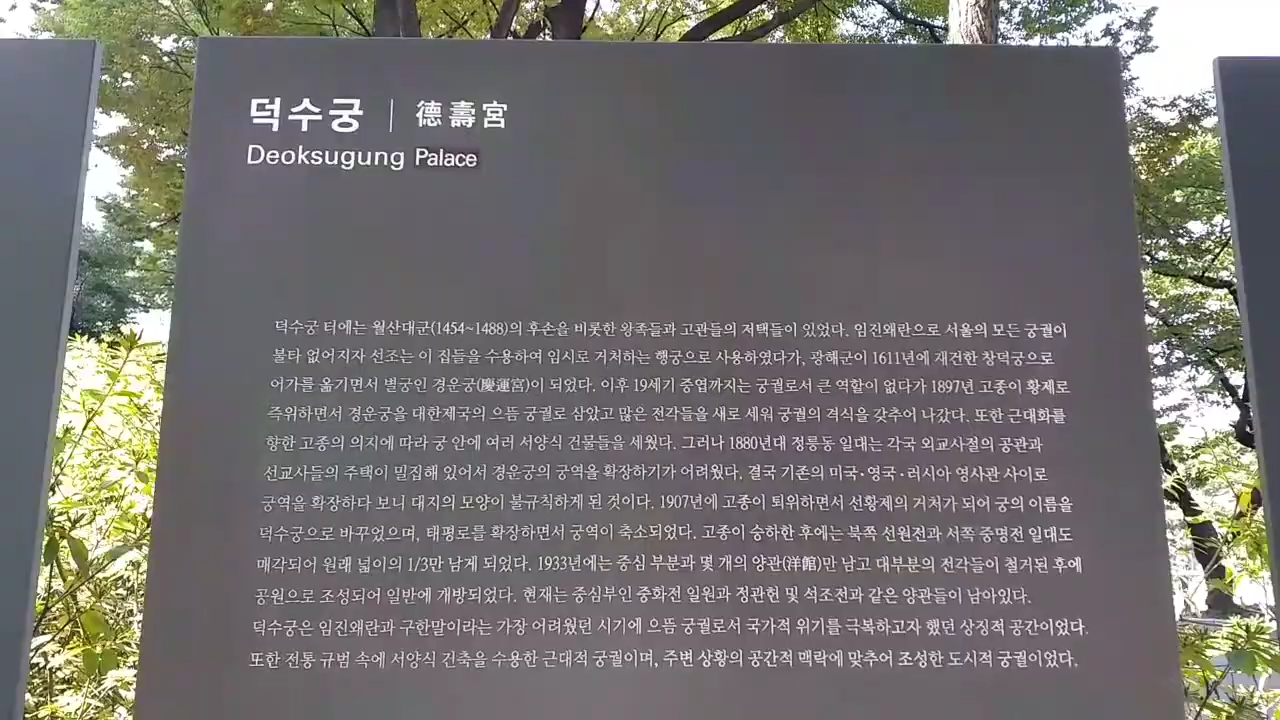 덕수궁 | 德壽宮
Deoksugung Palace
덕수궁 터에는 월산대군(1454~1488)의 후손을 비롯한 왕족들과 고관들의 저택들이 있었다. 임진왜란으로 서울의 모든 궁궐이
불타 없어지자 선조는 이 집들을 수용하여 임시로 거처하는 행궁으로 사용하였다가, 광해군이 1611년에 재건한 창덕궁으로
어가를 옮기면서 별궁인 경운궁(慶運宮)이 되었다. 이후 19세기 중엽까지는 궁궐로서 큰 역할이 없다가 1897년 고종이 황제로
즉위하면서 경운궁을 대한제국의 으뜸 궁궐로 삼았고 많은 전각들을 새로 세워 궁궐의 격식을 갖추어 나갔다. 또한 근대화를
향한 고종의 의지에 따라 궁 안에 여러 서양식 건물들을 세웠다. 그러나 1880년대 정릉동 일대는 각국 외교사절의 공관과
선교사들의 주택이 밀집해 있어서 경운궁의 궁역을 확장하기가 어려웠다. 결국 기존의 미국·영국·러시아 영사관 사이로
궁역을 확장하다 보니 대지의 모양이 불규칙하게 된 것이다. 1907년에 고종이 퇴위하면서 선황제의 거처가 되어 궁의 이름을
덕수궁으로 바꾸었으며, 태평로를 확장하면서 궁역이 축소되었다. 고종이 승하한 후에는 북쪽 선원전과 서쪽 중명전 일대도
매각되어 원래 넓이의 1/3만 남게 되었다. 1933년에는 중심 부분과 몇 개의 양관(洋館)만 남고 대부분의 전각들이 철거된 후에
공원으로 조성되어 일반에 개방되었다. 현재는 중심부인 중화전 일원과 정관헌 및 석조전과 같은 양관들이 남아있다.
덕수궁은 임진왜란과 구한말이라는 가장 어려웠던 시기에 으뜸 궁궐로서 국가적 위기를 극복하고자 했던 상징적 공간이었다.
또한 전통 규범 속에 서양식 건축을 수용한 근대적 궁궐이며, 주변 상황의 공간적 맥락에 맞추어 조성한 도시적 궁궐이었다.